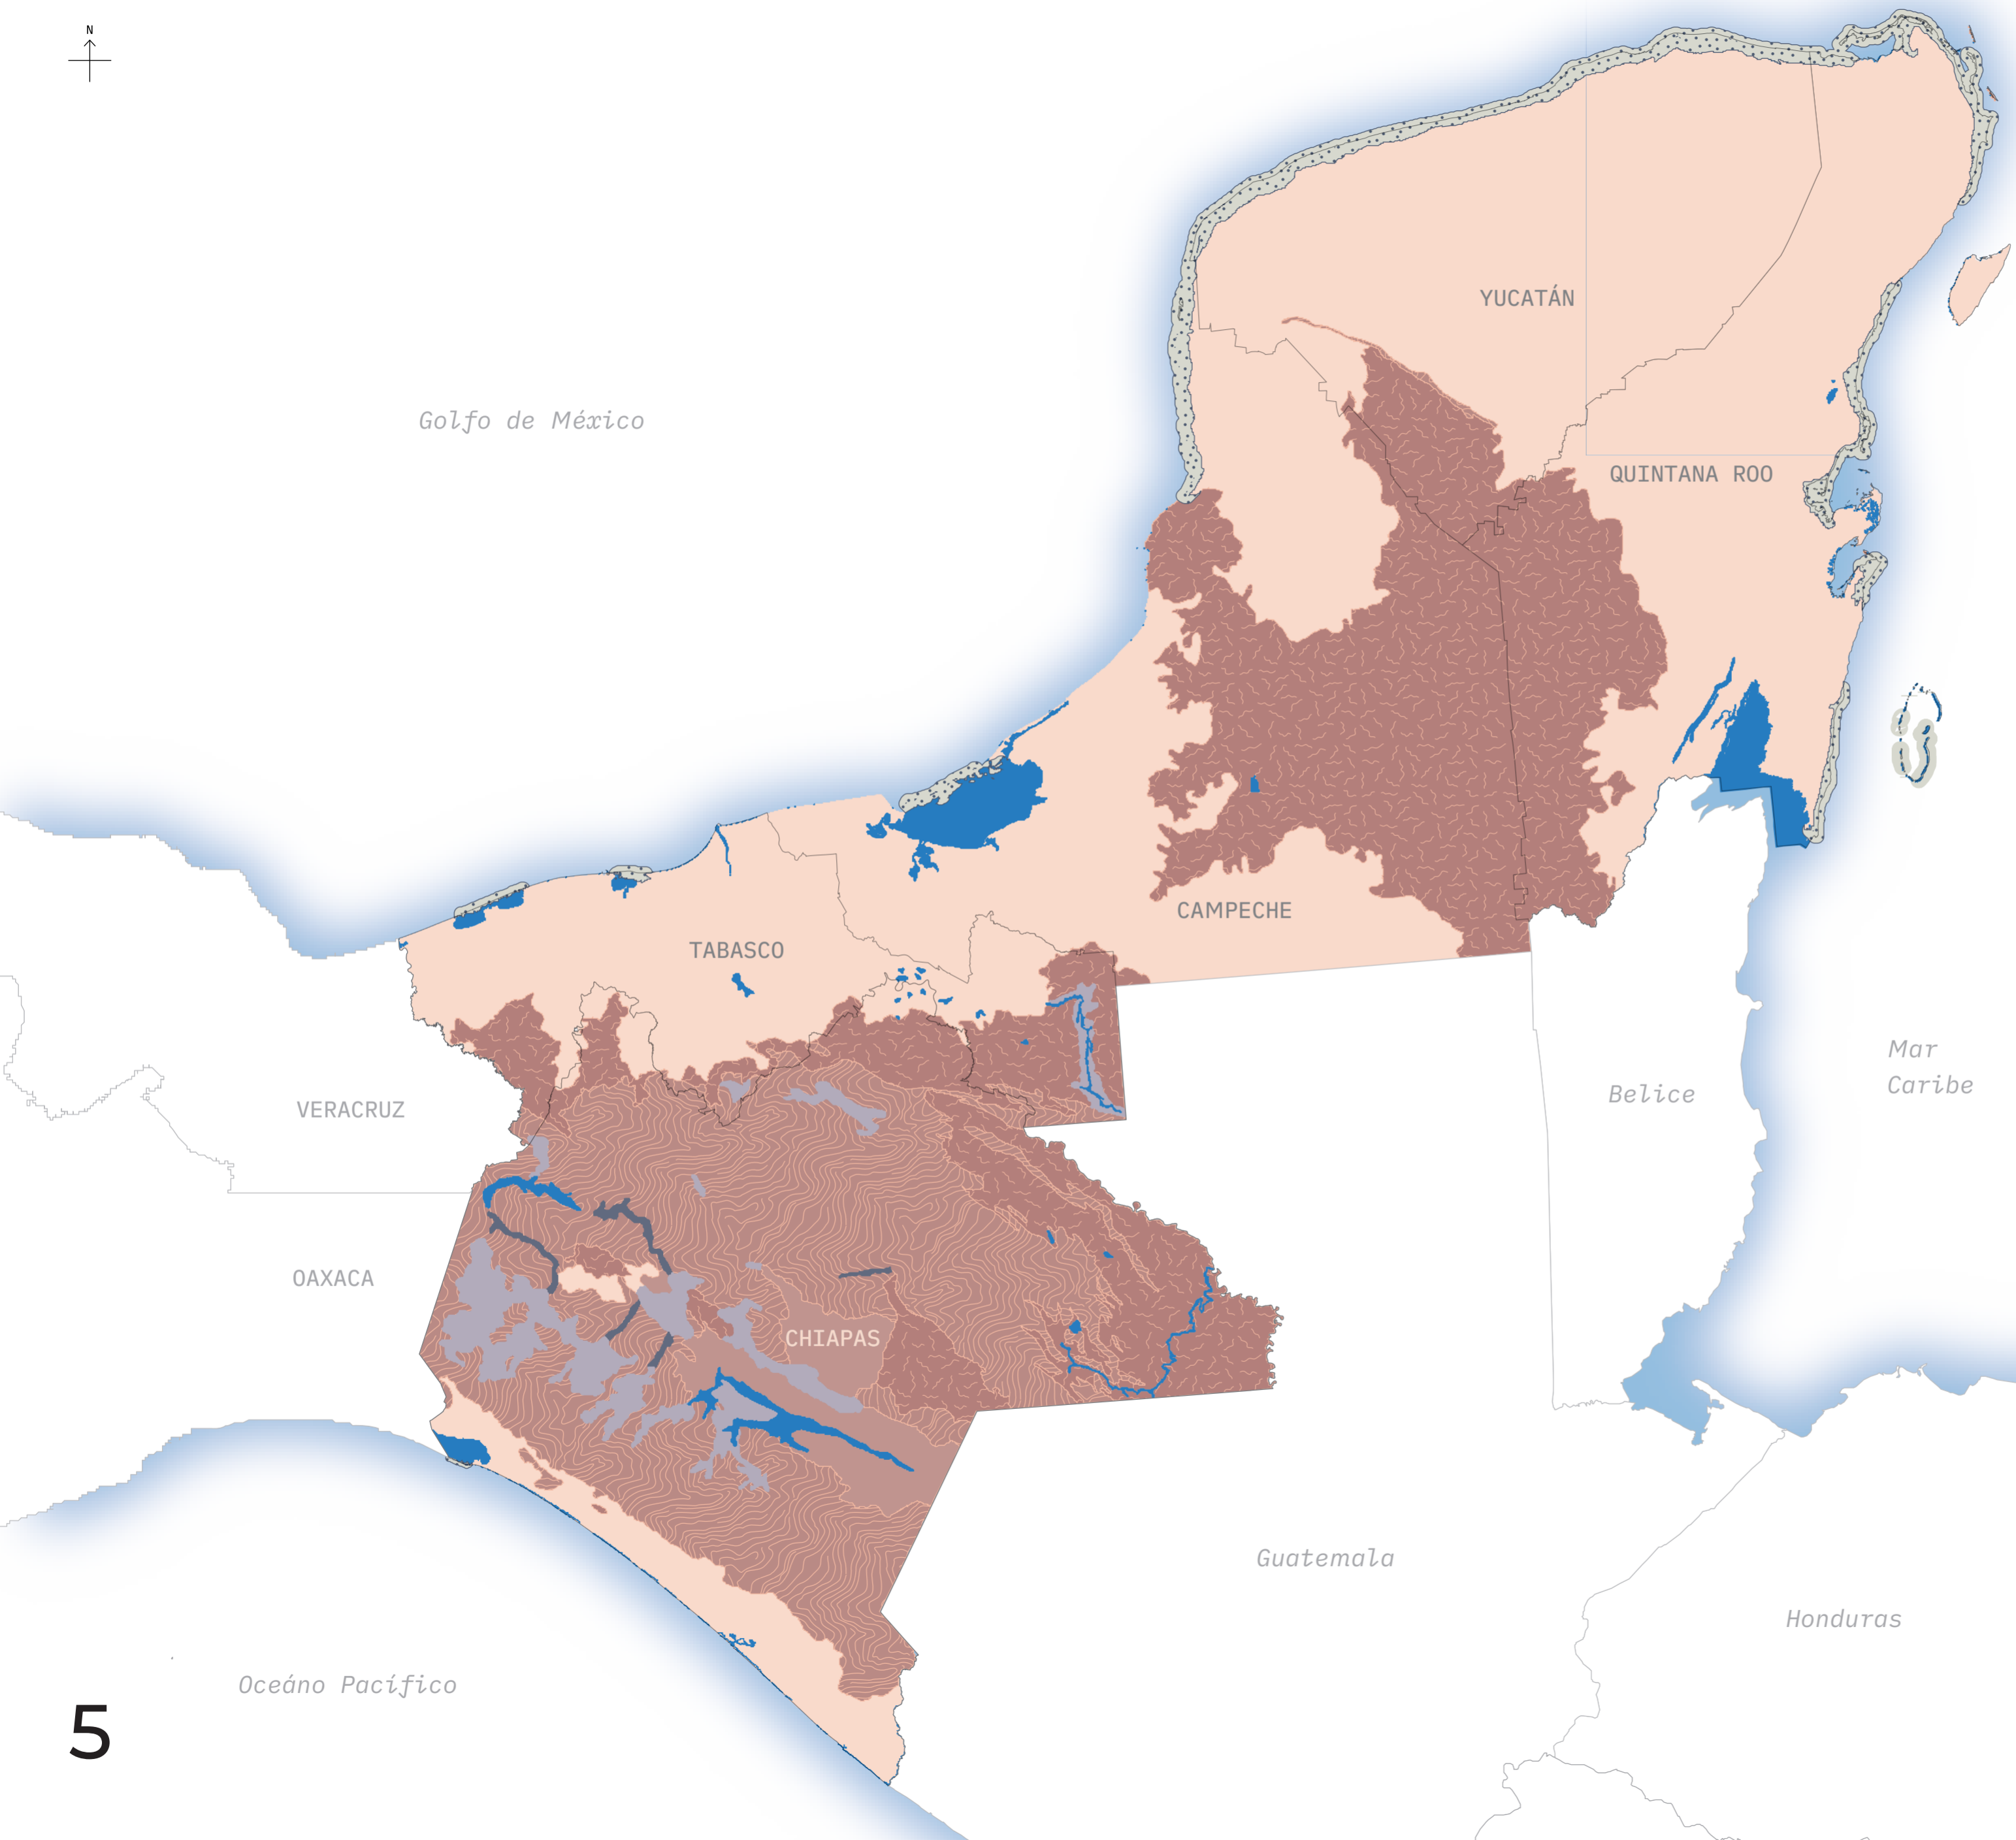 N
YUCATÁN
Golfo de México
QUINTANA ROO
CAMPECHE
TABASCO
Mar
Caribe
Belice
VERACRUZ
OAXACA
CHIAPAS
Guatemala
Honduras
Oceáno Pacífico
5